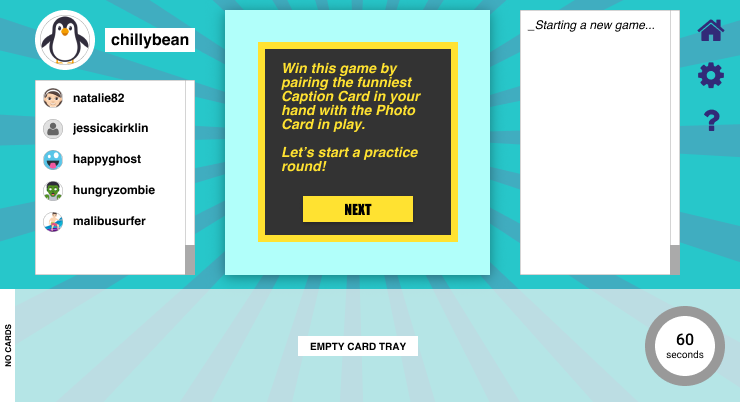 chillybean
natalie82
jessicakirklin
happyghost
hungryzombie
malibusurfer
Win this game by
pairing the funniest
Caption Card in your
hand with the Photo
Card in play.
Let's start a practice
round!
NEXT
_Starting a new game...
?
NO CARDS
EMPTY CARD TRAY
60
seconds